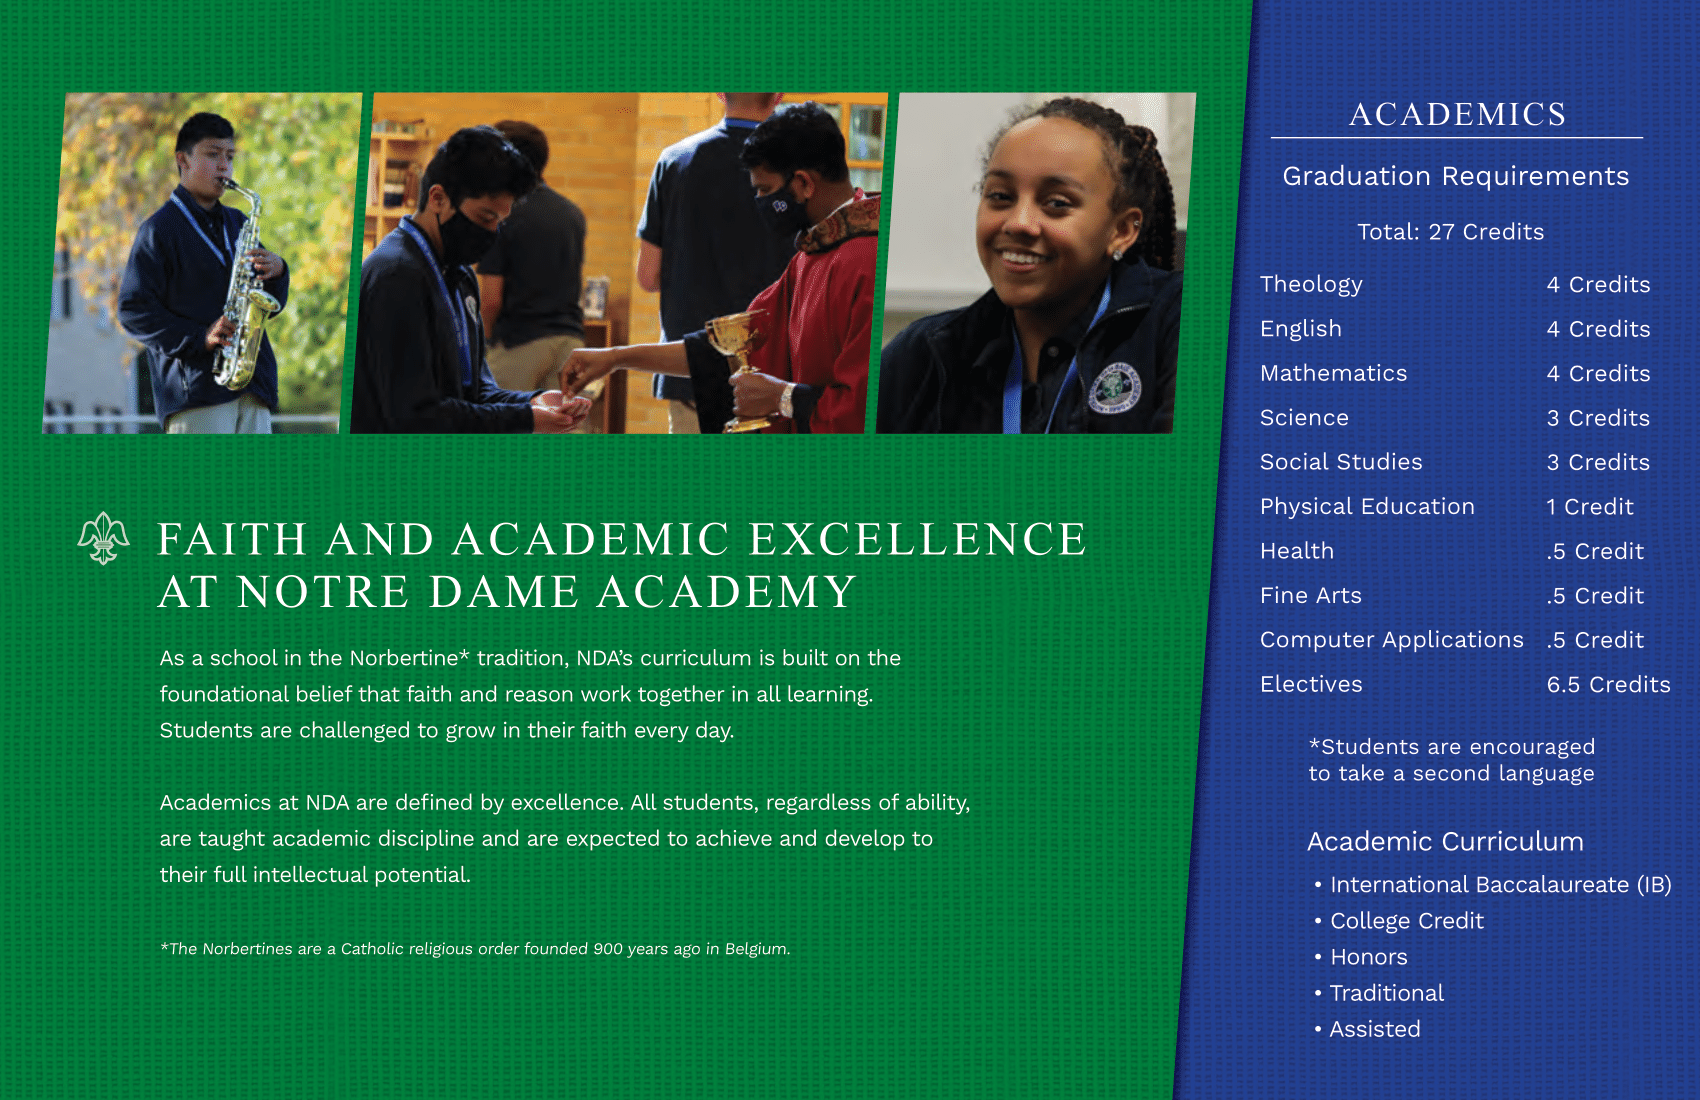 FAITH AND ACADEMIC EXCELLENCE
AT NOTRE DAME ACADEMY
As a school in the Norbertine* tradition, NDA's curriculum is built on the
foundational belief that faith and reason work together in all learning.
Students are challenged to grow in their faith every day.
Academics at NDA are defined by excellence. All students, regardless of ability,
are taught academic discipline and are expected to achieve and develop to
their full intellectual potential.
*The Norbertines are a Catholic religious order founded 900 years ago in Belgium.
ACADEMICS
Graduation Requirements
Total: 27 Credits
Theology 4 Credits
English 4 Credits
Mathematics 4 Credits
Science 3 Credits
Social Studies 3 Credits
Physical Education 1 Credit
Health .5 Credit
Fine Arts .5 Credit
Computer Applications .5 Credit
Electives 6.5 Credits
*Students are encouraged
to take a second language
Academic Curriculum
• International Baccalaureate (IB)
• College Credit
• Honors
• Traditional
• Assisted